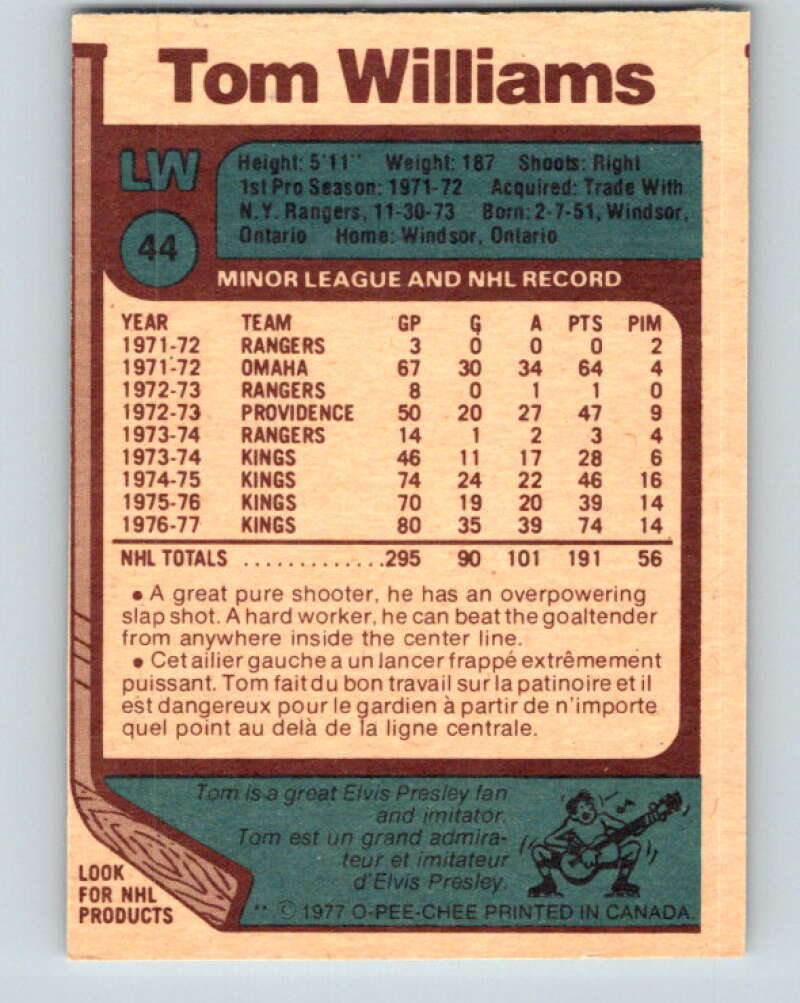 Tom Williams
LW
44
Height: 5'11" Weight: 187 Shoots: Right
1st Pro Season: 1971-72 Acquired: Trade With
N.Y. Rangers, 11-30-73 Born: 2-7-51, Windsor,
Ontario Home: Windsor, Ontario
MINOR LEAGUE AND NHL RECORD
YEAR TEAM GP G A PTS PIM
1971-72 RANGERS 3 0 0 0 2
1971-72 OMAHA 67 30 34 64 4
1972-73 RANGERS 8 0 1 1 0
1972-73 PROVIDENCE 50 20 27 47 9
1973-74 RANGERS 14 1 2 3 4
1973-74 KINGS 46 11 17 28 6
1974-75 KINGS 74 24 22 46 16
1975-76 KINGS 70 19 20 39 14
1976-77 KINGS 80 35 39 74 14
NHL TOTALS .............295 90 101 191 56
• A great pure shooter, he has an overpowering
slap shot. A hard worker, he can beat the goaltender
from anywhere inside the center line.
• Cet ailier gauche a un lancer frappé extrêmement
puissant. Tom fait du bon travail sur la patinoire et il
est dangereux pour le gardien à partir de n'importe
quel point au delà de la ligne centrale.
Tom is a great Elvis Presley fan
and imitator.
Tom est un grand admira-
teur et imitateur
d'Elvis Presley.
LOOK
FOR NHL
PRODUCTS
** © 1977 O-PEE-CHEE PRINTED IN CANADA.